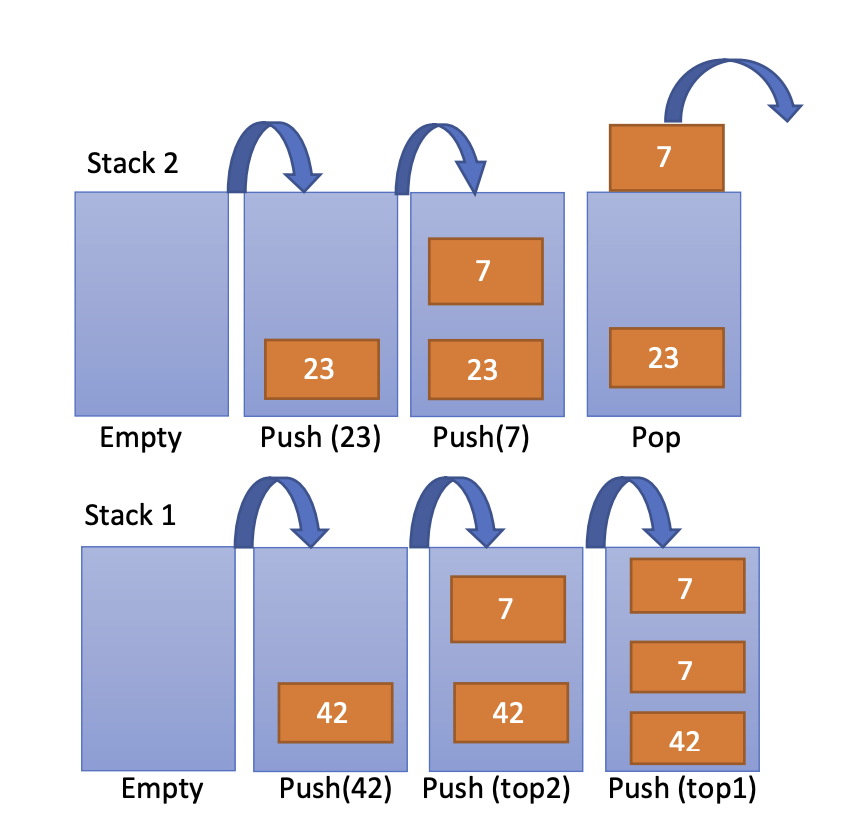 7
Stack 2
7
23
23
23
Empty
Push (23)
Push(7)
Pop
Stack 1
7
7
7
42
42
42
Empty
Push(42)
Push (top2)
Push (top1)